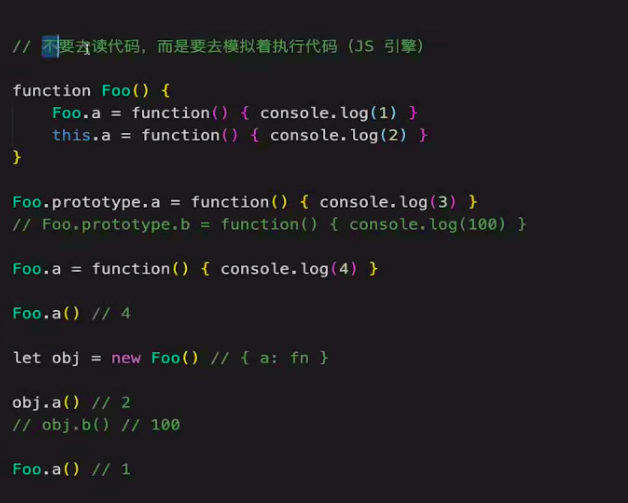 // 不要去读代码，而是要去模拟着执行代码（JS 引擎）
function Foo() {
    Foo.a = function() { console.log(1) }
    this.a = function() { console.log(2) }
}
Foo.prototype.a = function() { console.log(3) }
// Foo.prototype.b = function() { console.log(100) }
Foo.a = function() { console.log(4) }
Foo.a() // 4
let obj = new Foo() // { a: fn }
obj.a() // 2
// obj.b() // 100
Foo.a() // 1